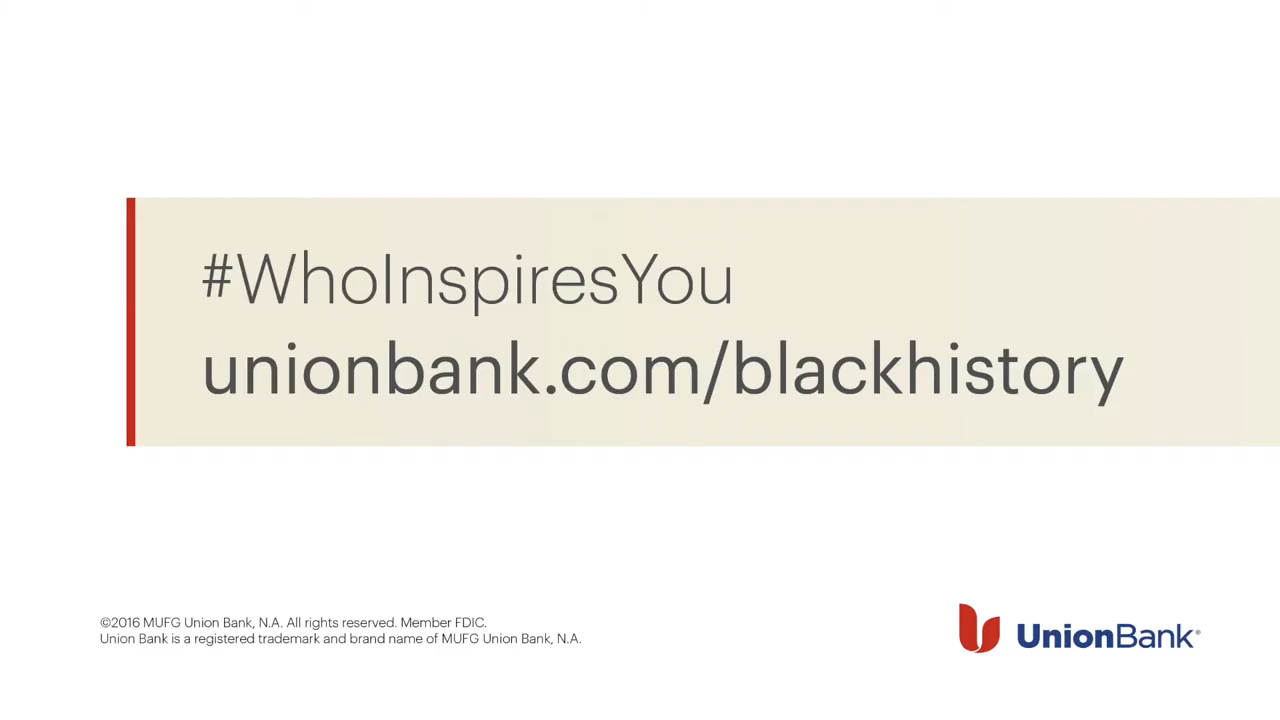 #WhoInspiresYou
unionbank.com/blackhistory
©2016 MUFG Union Bank, N.A. All rights reserved. Member FDIC.
Union Bank is a registered trademark and brand name of MUFG Union Bank, N.A.
UnionBank®